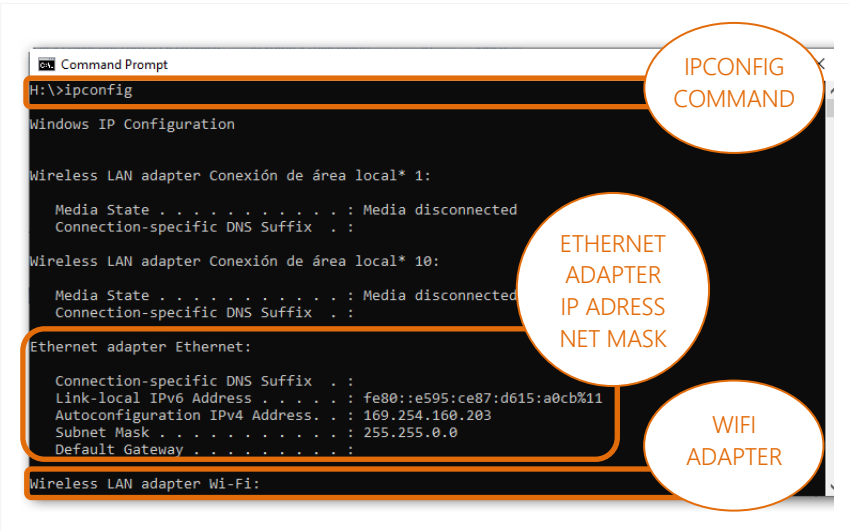 Command Prompt
IPCONFIG
COMMAND
H:\>ipconfig
Windows IP Configuration
Wireless LAN adapter Conexión de área local* 1:
Media State . . . . . . . . . . . : Media disconnected
Connection-specific DNS Suffix  . :
Wireless LAN adapter Conexión de área local* 10:
Media State . . . . . . . . . . . : Media disconnected
Connection-specific DNS Suffix  . :
ETHERNET
ADAPTER
IP ADRESS
NET MASK
Ethernet adapter Ethernet:
Connection-specific DNS Suffix  . :
Link-local IPv6 Address . . . . . : fe80::e595:ce87:d615:a0cb%11
Autoconfiguration IPv4 Address. . : 169.254.160.203
Subnet Mask . . . . . . . . . . . : 255.255.0.0
Default Gateway . . . . . . . . . :
WIFI
ADAPTER
Wireless LAN adapter Wi-Fi: